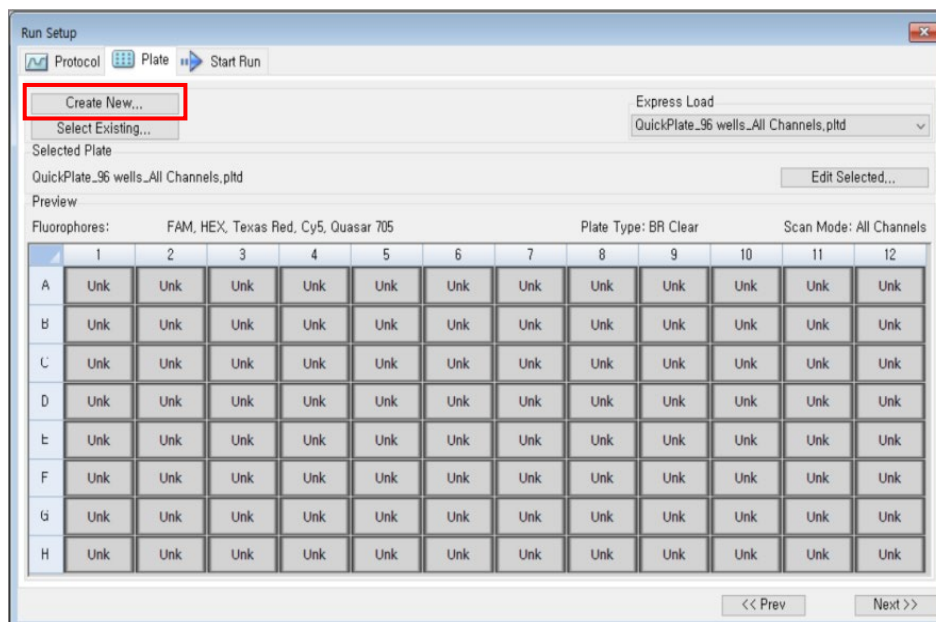 Run Setup
Protocol Plate Start Run
Create New...
Express Load
Select Existing...
QuickPlate_96 wells_All Channels.pltd
Selected Plate
QuickPlate_96 wells_All Channels.pltd
Edit Selected...
Preview
Fluorophores: FAM, HEX, Texas Red, Cy5, Quasar 705 Plate Type: BR Clear Scan Mode: All Channels
1 2 3 4 5 6 7 8 9 10 11 12
A Unk Unk Unk Unk Unk Unk Unk Unk Unk Unk Unk Unk
B Unk Unk Unk Unk Unk Unk Unk Unk Unk Unk Unk Unk
C Unk Unk Unk Unk Unk Unk Unk Unk Unk Unk Unk Unk
D Unk Unk Unk Unk Unk Unk Unk Unk Unk Unk Unk Unk
E Unk Unk Unk Unk Unk Unk Unk Unk Unk Unk Unk Unk
F Unk Unk Unk Unk Unk Unk Unk Unk Unk Unk Unk Unk
G Unk Unk Unk Unk Unk Unk Unk Unk Unk Unk Unk Unk
H Unk Unk Unk Unk Unk Unk Unk Unk Unk Unk Unk Unk
<< Prev Next >>